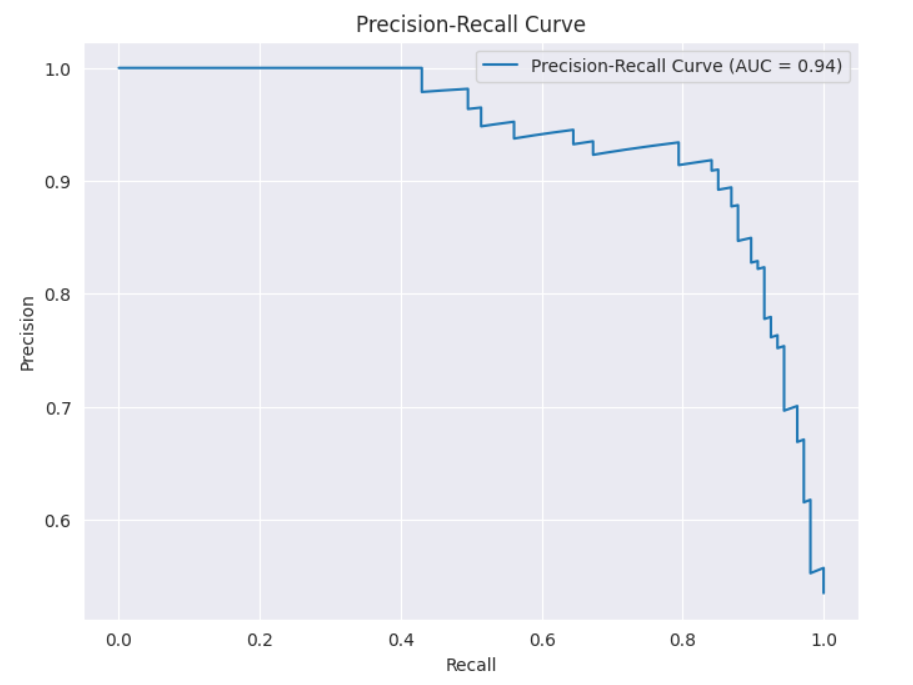 Precision-Recall Curve
Precision-Recall Curve (AUC = 0.94)
1.0
0.9
0.8
0.7
0.6
Precision
0.0 0.2 0.4 0.6 0.8 1.0
Recall